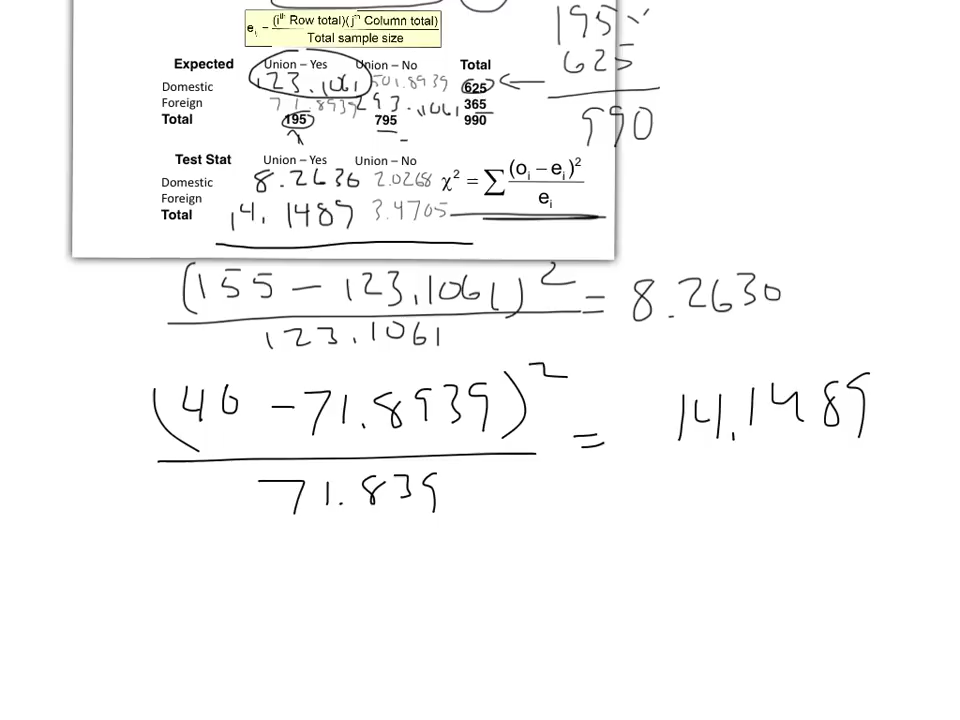 (iᵗʰ Row total)(jᵗʰ Column total)
eᵢ = Total sample size
Expected Union – Yes Union – No Total
Domestic 123.1061 501.8939 625
Foreign 71.8939 293.1061 365
Total 195 795 990
195
625
990
Test Stat Union – Yes Union – No
Domestic 8.2636 2.0268 χ² = ∑ (oᵢ – eᵢ)² / eᵢ
Foreign
Total 14.1489 3.4705
(155 – 123.1061)² = 8.2630
123.1061
(40 – 71.8939)² = 14.1489
71.839